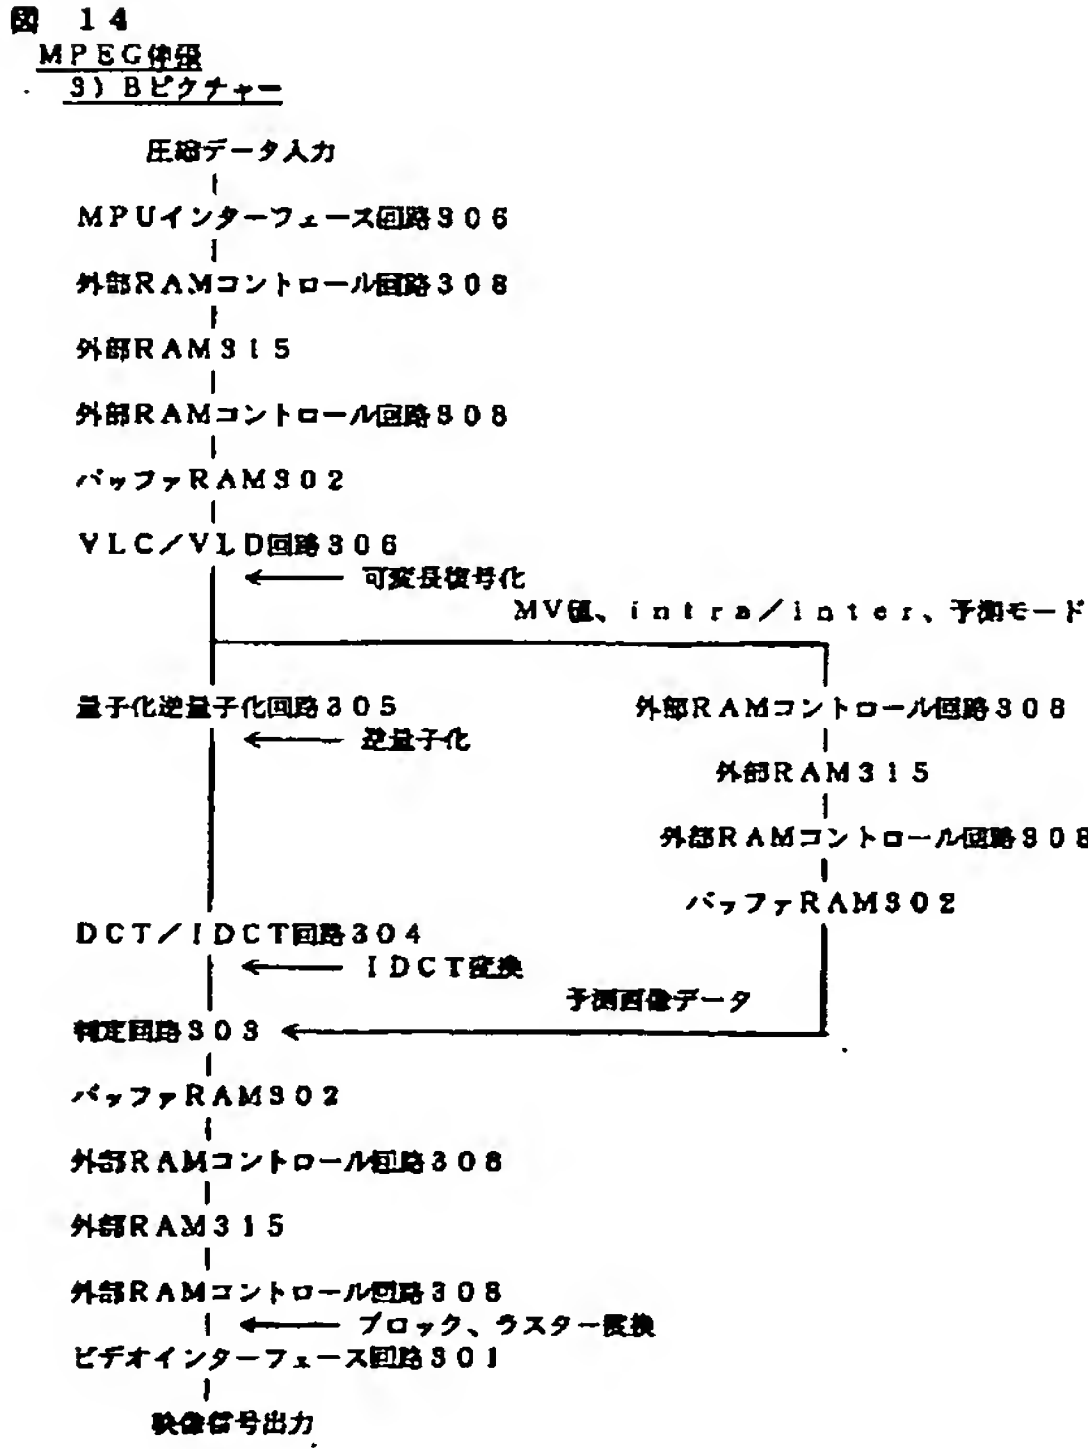 図 14
MPEG伸張
3) Bピクチャー
圧縮データ入力
MPUインターフェース回路306
外部RAMコントロール回路308
外部RAM315
外部RAMコントロール回路308
バッファRAM302
VLC/VLD回路306
可変長復号化
MV値、intra/inter、予測モード
量子化逆量子化回路305
外部RAMコントロール回路308
逆量子化
外部RAM315
外部RAMコントロール回路308
バッファRAM302
DCT/IDCT回路304
IDCT変換
予測画像データ
判定回路303
バッファRAM302
外部RAMコントロール回路308
外部RAM315
外部RAMコントロール回路308
ブロック、ラスター変換
ビデオインターフェース回路301
映像信号出力